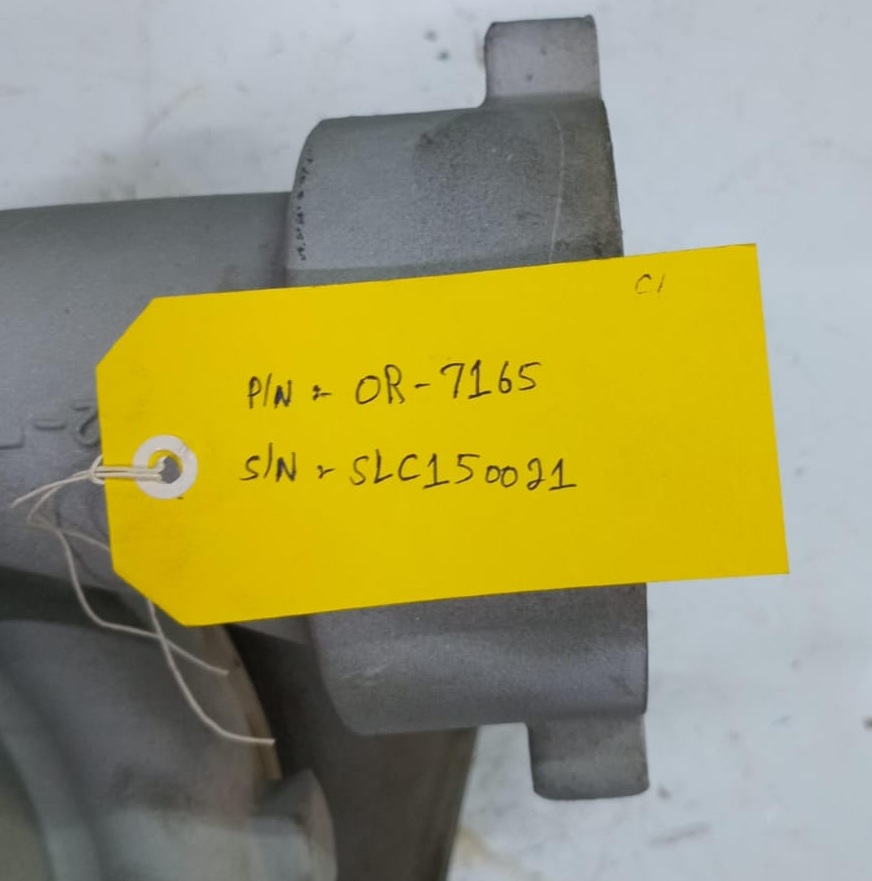 C1
P/N - OR-7165
S/N - SLC150021